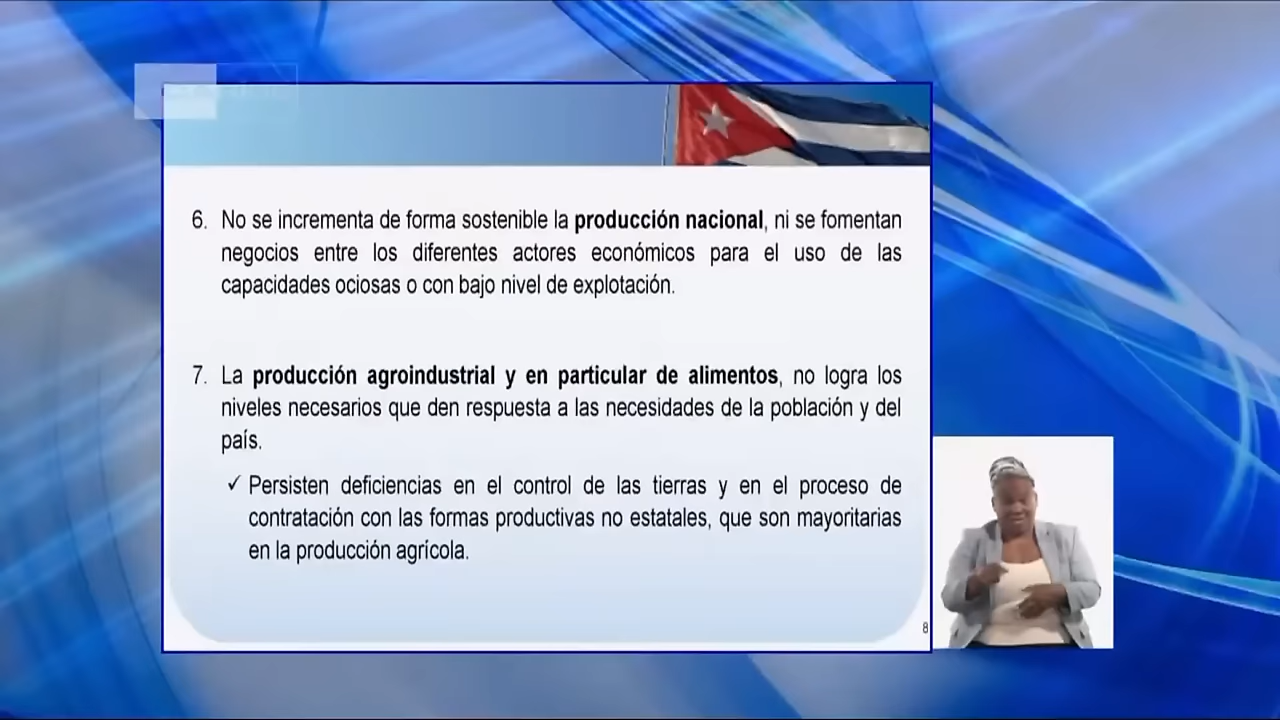 6. No se incrementa de forma sostenible la producción nacional, ni se fomentan
negocios entre los diferentes actores económicos para el uso de las
capacidades ociosas o con bajo nivel de explotación.
7. La producción agroindustrial y en particular de alimentos, no logra los
niveles necesarios que den respuesta a las necesidades de la población y del
país.
✓ Persisten deficiencias en el control de las tierras y en el proceso de
contratación con las formas productivas no estatales, que son mayoritarias
en la producción agrícola.
8